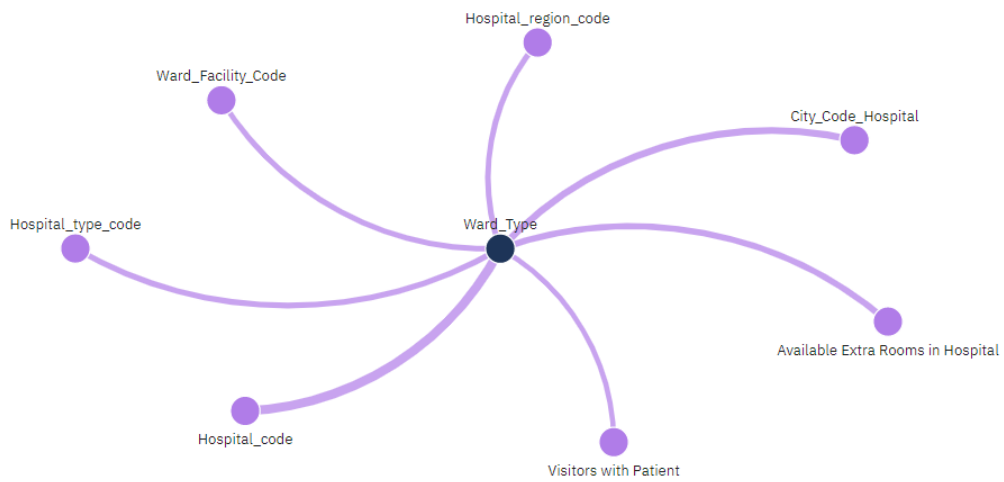 Hospital_region_code
Ward_Facility_Code
City_Code_Hospital
Hospital_type_code
Ward_Type
Available Extra Rooms in Hospital
Hospital_code
Visitors with Patient